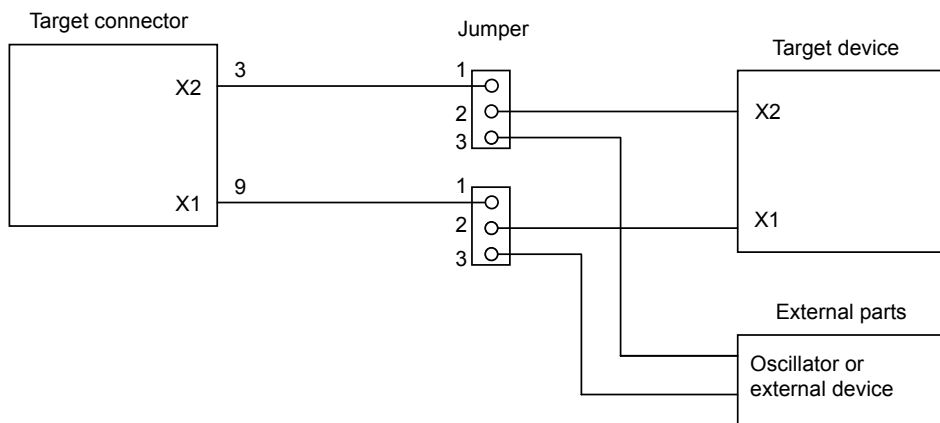 Target connector
Jumper
Target device
X2
3
1
2
3
X2
X1
9
1
2
3
X1
External parts
Oscillator or
external device